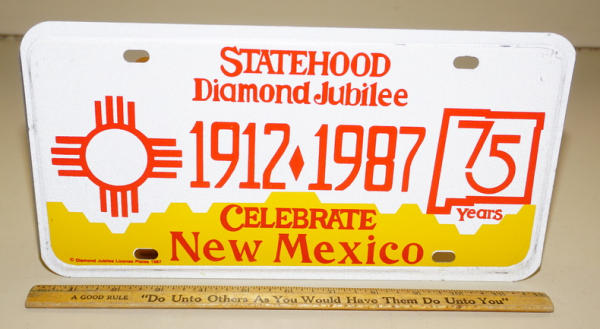 STATEHOOD
Diamond Jubilee
1912♦1987
75
Years
CELEBRATE
New Mexico
© Diamond Jubilee License Plates 1987
A GOOD RULE "Do Unto Others As You Would Have Them Do Unto You"